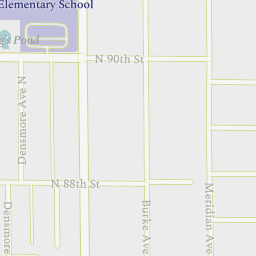 Elementary School
Pond
N 90th St
Densmore Ave N
N 88th St
Densmore
Burke Ave
Meridian Ave